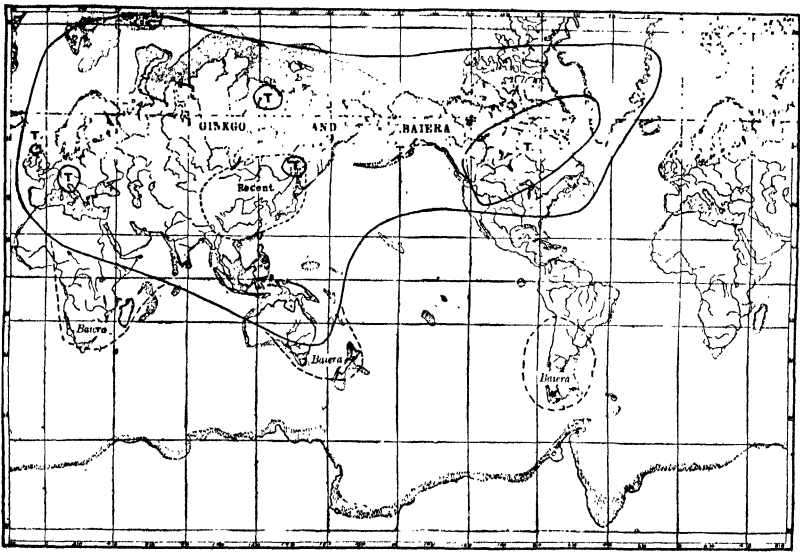 T
GINKGO AND BAIERA
T.
T
T
T
Recent
Baiera
Baiera
Baiera